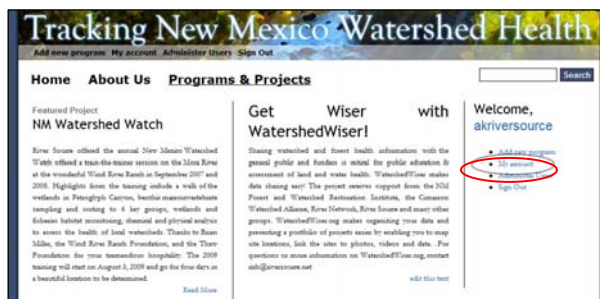 Tracking New Mexico Watershed Health
Add new program My account Administer Users Sign Out
Home About Us Programs & Projects
Search
Featured Project
NM Watershed Watch
River Source offered the annual New Mexico Watershed
Watch offered a train-the-trainer session on the Mora River
at the wonderful Wind River Ranch in September 2007 and
2008. Highlights from the training include a walk of the
wetlands in Petroglyph Canyon, benthic macroinvertebrate
sampling and sorting to 6 key groups, wetlands and
fisheries habitat monitoring, chemical and physical analysis
to assess the health of local watersheds. Thanks to Brian
Miller, the Wind River Ranch Foundation, and the Thaw
Foundation for your tremendous hospitality. The 2009
training will start on August 3, 2009 and go for four days in
a beautiful location to be determined.
Read More
Get Wiser with
WatershedWiser!
Sharing watershed and forest health information with the
general public and funders is critical for public education &
assessment of land and water health. WatershedWiser makes
data sharing easy! The project receives support from the NM
Forest and Watershed Restoration Institute, the Cimarron
Watershed Alliance, River Network, River Source and many other
groups. WatershedWiser.org makes organizing your data and
presenting a portfolio of projects easier by enabling you to map
site locations, link the sites to photos, videos and data. For
questions or more information on WatershedWiser.org, contact
info@riversource.net
edit this text
Welcome,
akriversource
Add new program
My account
Administer Users
Sign Out